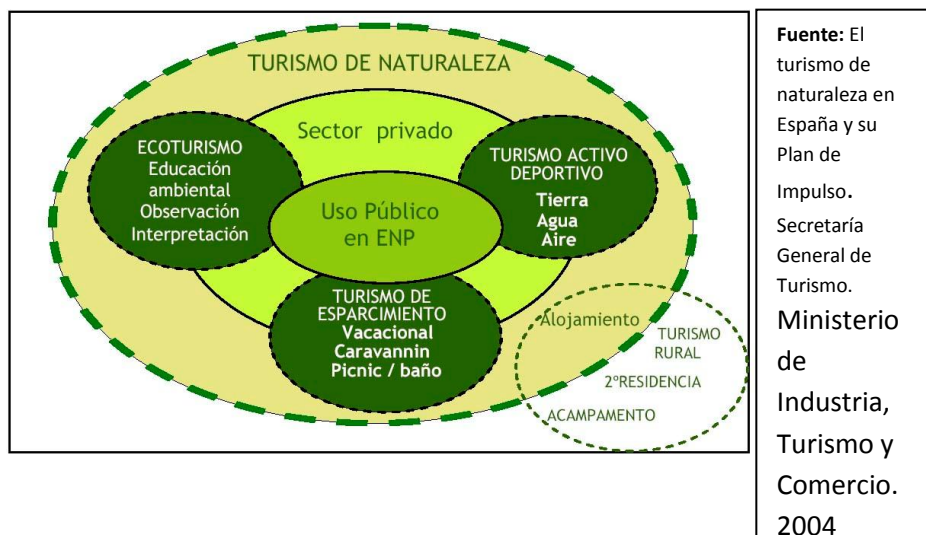 TURISMO DE NATURALEZA
Sector privado
ECOTURISMO
Educación
ambiental
Observación
Interpretación
TURISMO ACTIVO
DEPORTIVO
Tierra
Agua
Aire
Uso Público
en ENP
TURISMO DE
ESPARCIMIENTO
Vacacional
Caravannin
Picnic / baño
Alojamiento
TURISMO
RURAL
2ºRESIDENCIA
ACAMPAMENTO
Fuente: El
turismo de
naturaleza en
España y su
Plan de
Impulso.
Secretaría
General de
Turismo.
Ministerio
de
Industria,
Turismo y
Comercio.
2004